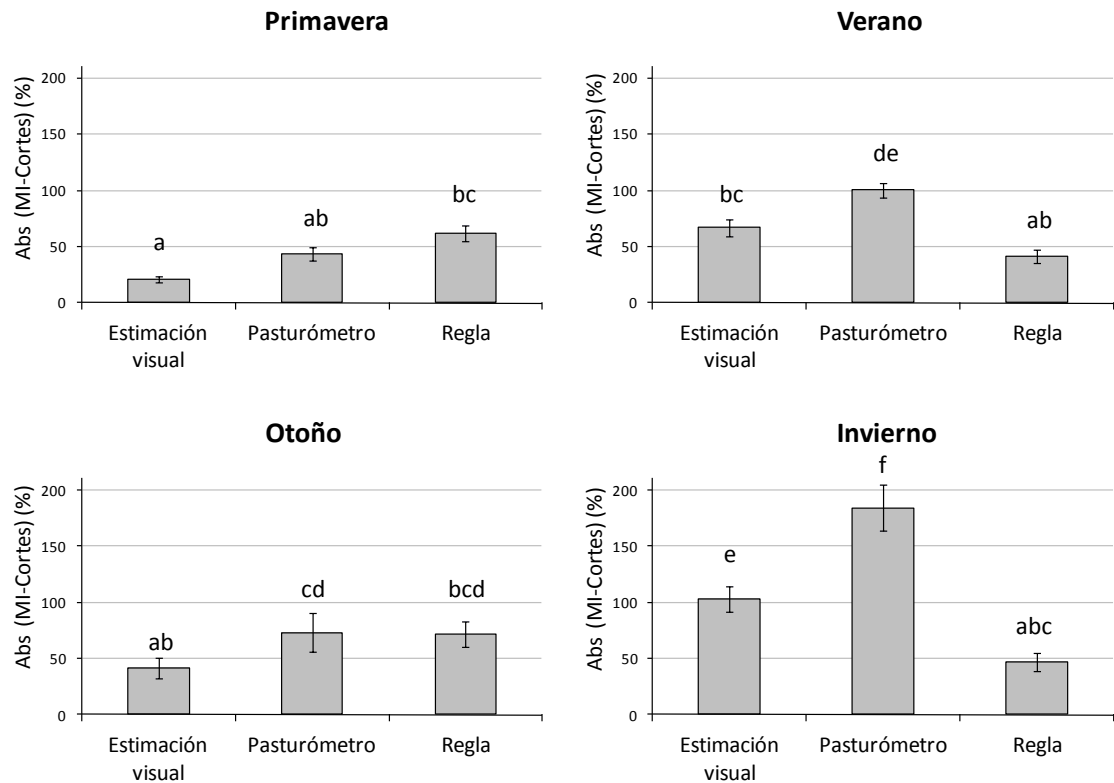 Primavera
Abs (MI-Cortes) (%)
200
150
100
50
0
a
ab
bc
Estimación
visual
Pasturómetro
Regla
Verano
Abs (MI-Cortes) (%)
200
150
100
50
0
bc
de
ab
Estimación
visual
Pasturómetro
Regla
Otoño
Abs (MI-Cortes) (%)
200
150
100
50
0
ab
cd
bcd
Estimación
visual
Pasturómetro
Regla
Invierno
Abs (MI-Cortes) (%)
200
150
100
50
0
e
f
abc
Estimación
visual
Pasturómetro
Regla